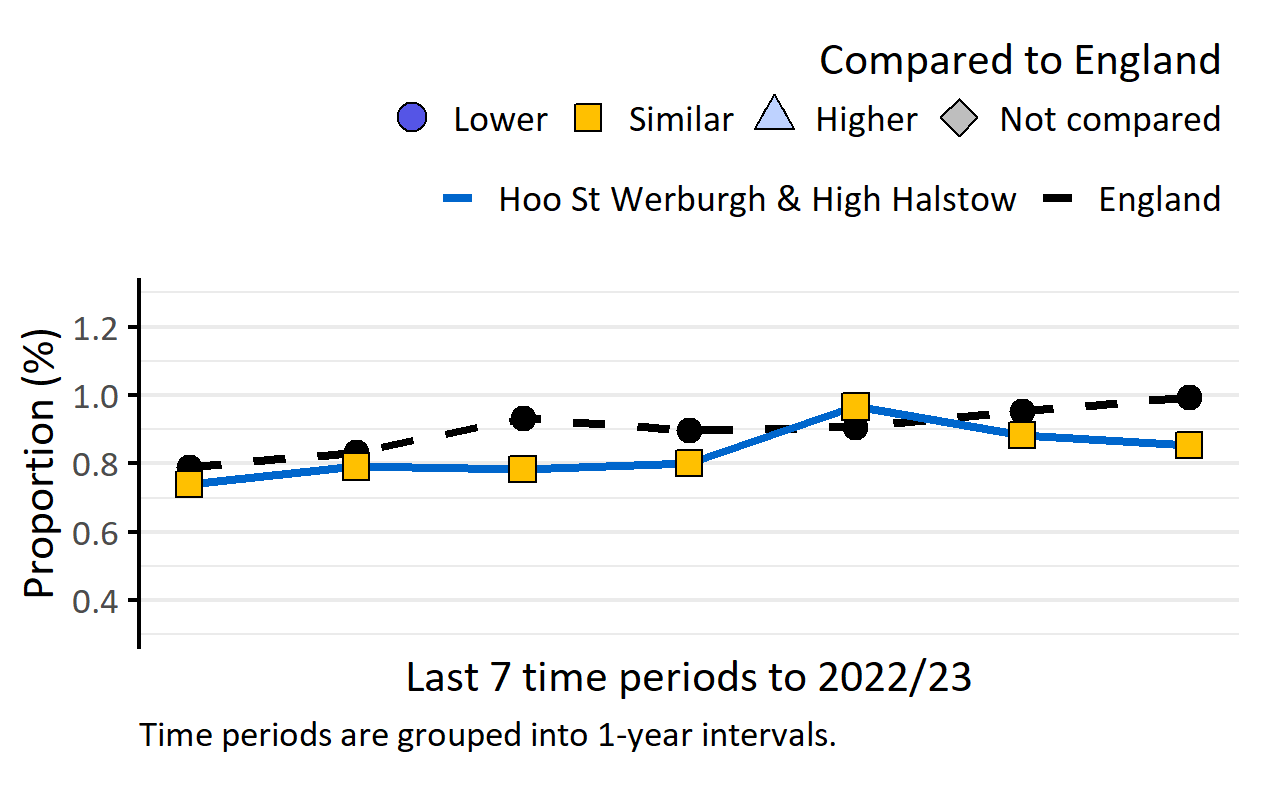 Compared to England
Lower Similar Higher Not compared
Hoo St Werburgh & High Halstow England
Proportion (%)
1.2
1.0
0.8
0.6
0.4
Last 7 time periods to 2022/23
Time periods are grouped into 1-year intervals.